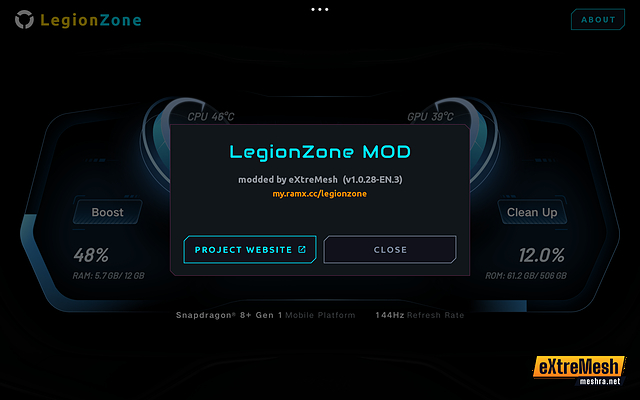 LegionZone
ABOUT
CPU 46°C
GPU 39°C
LegionZone MOD
modded by eXtreMesh (v1.0.28-EN.3)
my.ramx.cc/legionzone
Boost
Clean Up
PROJECT WEBSITE
CLOSE
48%
12.0%
RAM: 5.7 GB/ 12 GB
ROM: 61.2 GB/ 506 GB
Snapdragon® 8+ Gen 1 Mobile Platform
144Hz Refresh Rate
eXtreMesh
meshra.net